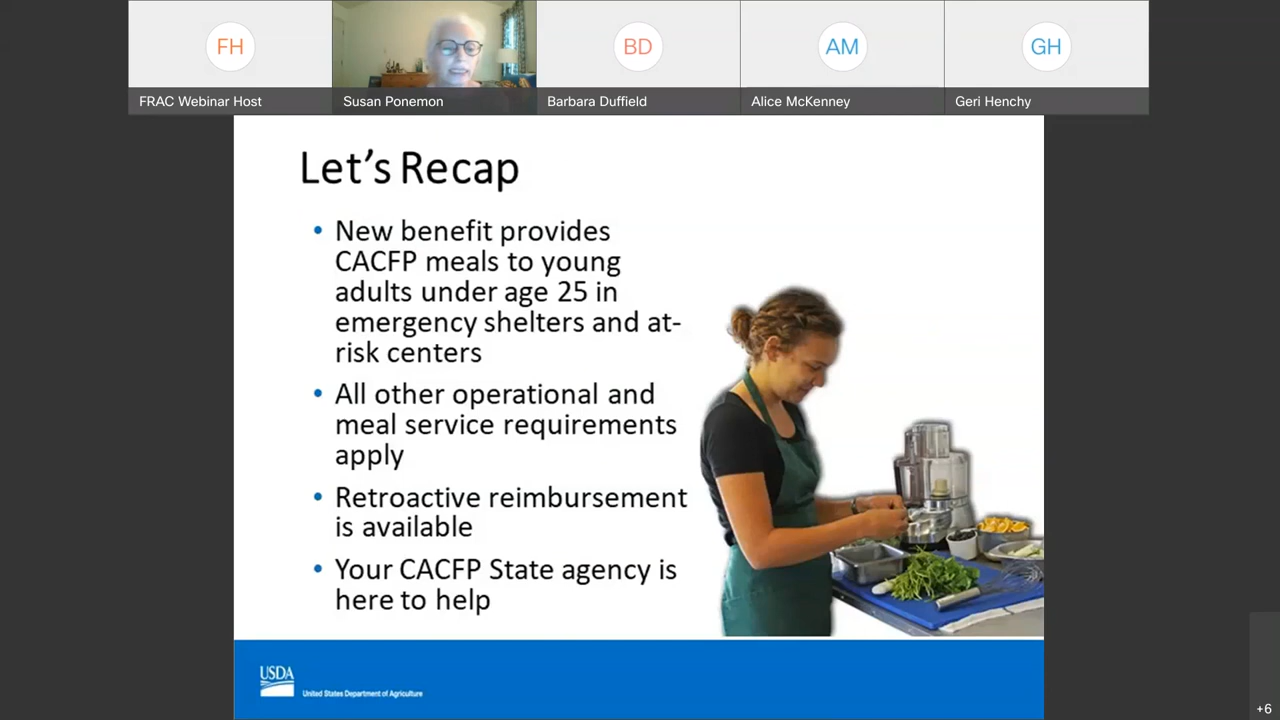 FH
BD
AM
GH
FRAC Webinar Host
Susan Ponemon
Barbara Duffield
Alice McKenney
Geri Henchy
Let's Recap
• New benefit provides
CACFP meals to young
adults under age 25 in
emergency shelters and at-
risk centers
• All other operational and
meal service requirements
apply
• Retroactive reimbursement
is available
• Your CACFP State agency is
here to help
USDA
United States Department of Agriculture
+6